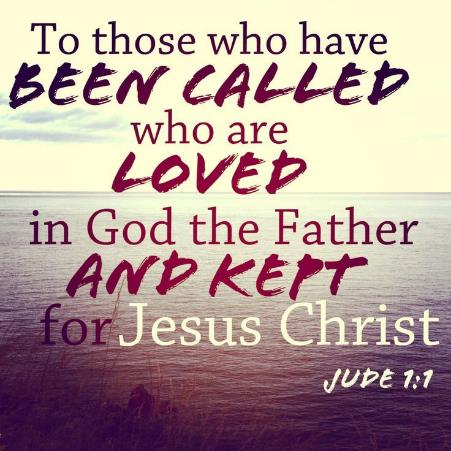 To those who have
BEEN CALLED
who are
LOVED
in God the Father
AND KEPT
for Jesus Christ
JUDE 1:1